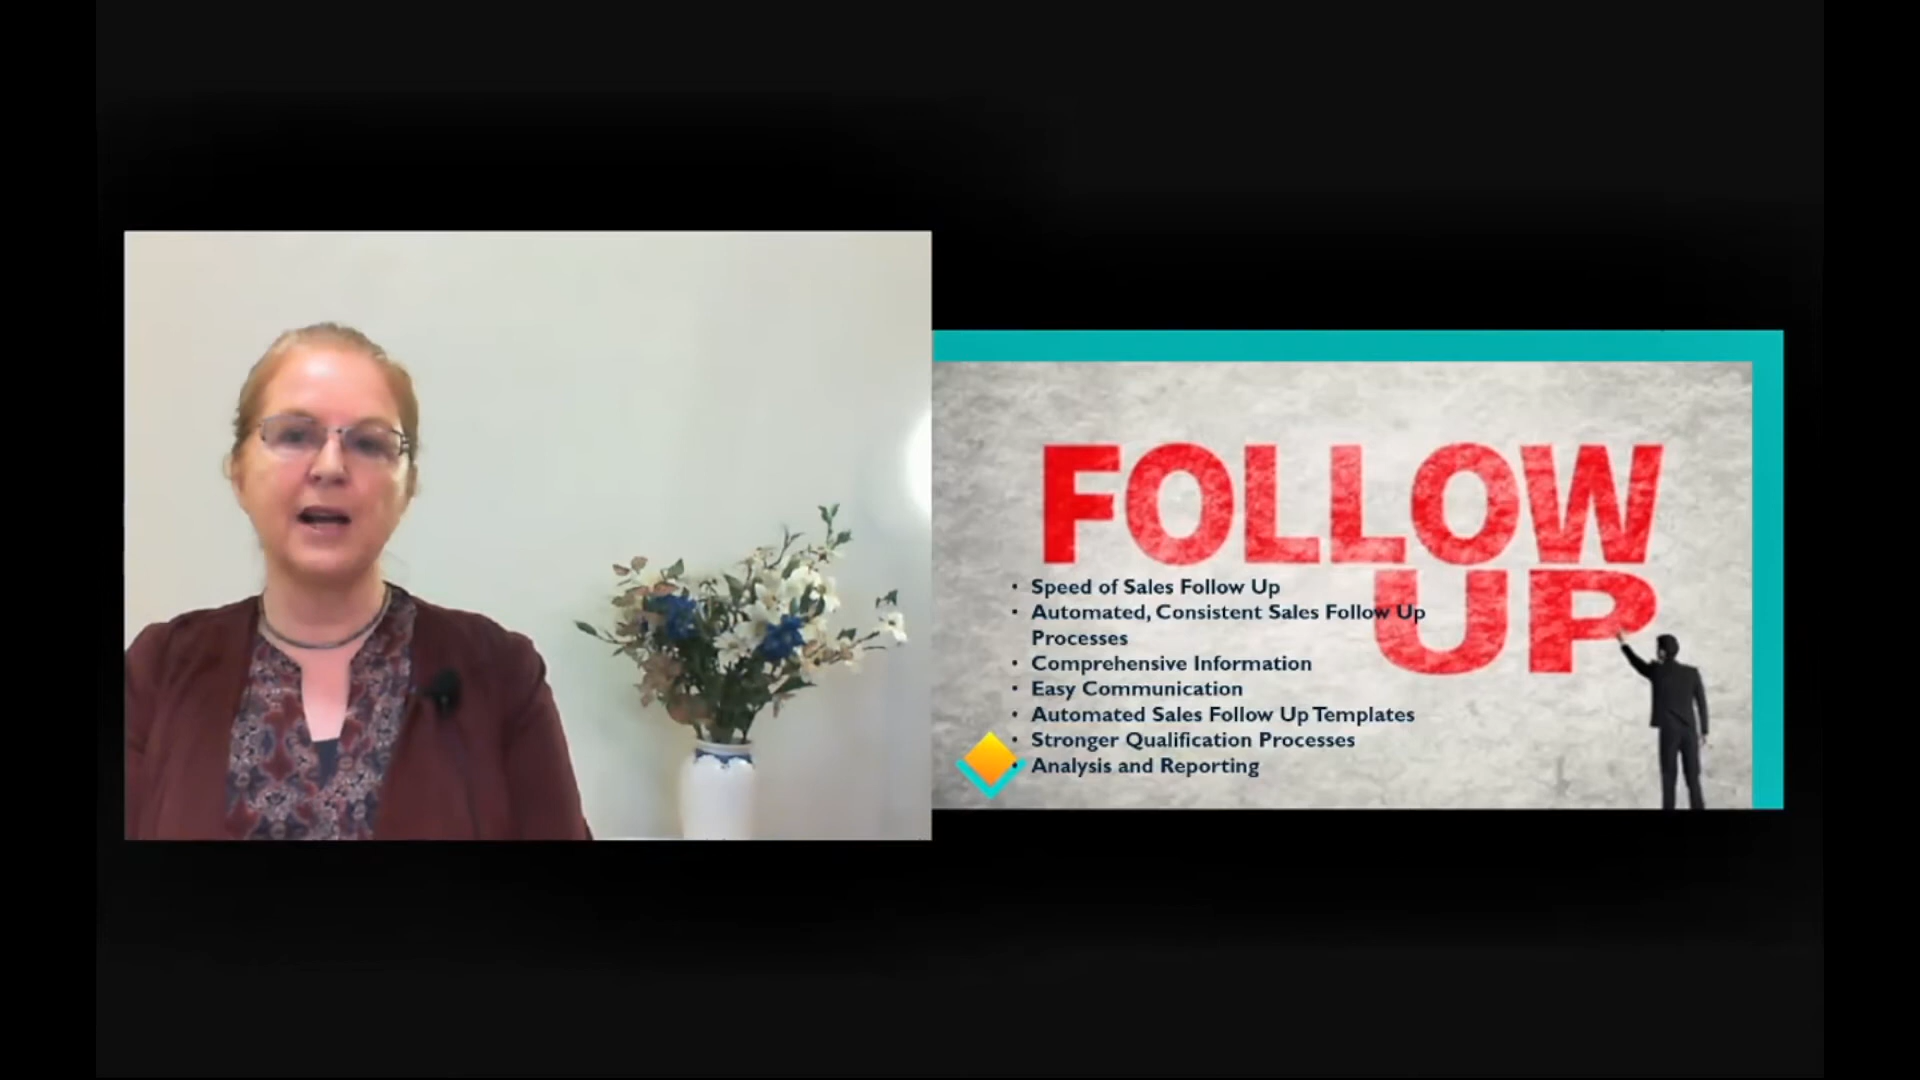 FOLLOW
UP
• Speed of Sales Follow Up
• Automated, Consistent Sales Follow Up
Processes
• Comprehensive Information
• Easy Communication
• Automated Sales Follow Up Templates
• Stronger Qualification Processes
• Analysis and Reporting